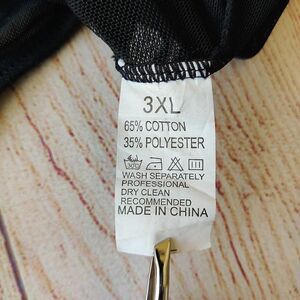 3XL
65% COTTON
35% POLYESTER
WASH SEPARATELY
PROFESSIONAL
DRY CLEAN
RECOMMENDED
MADE IN CHINA